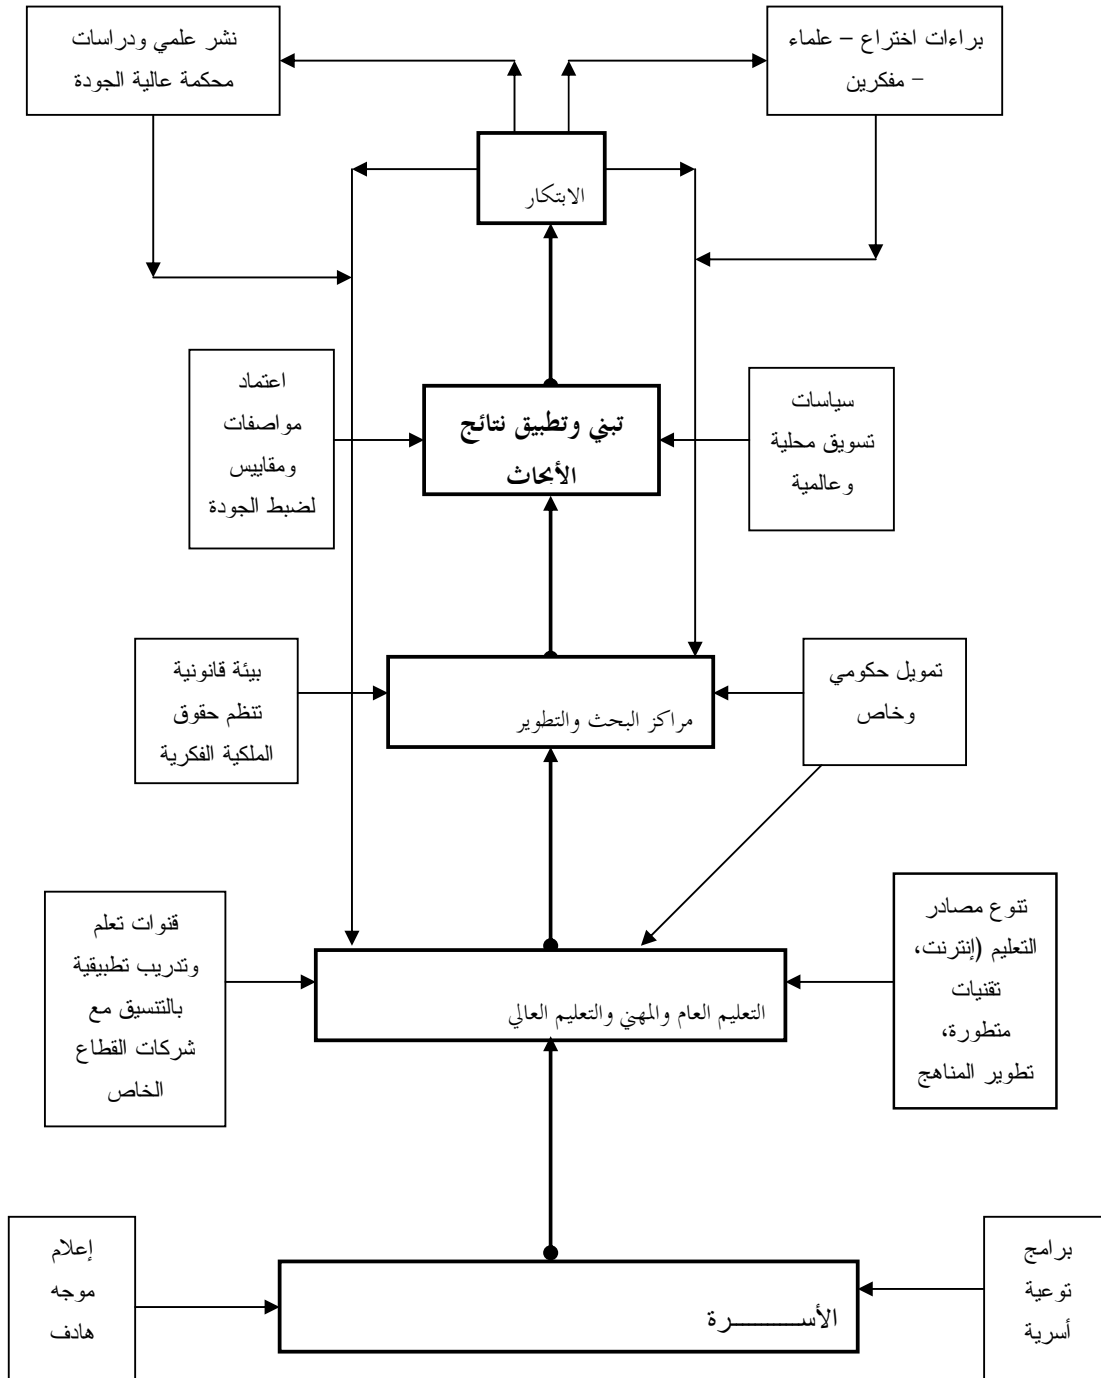 براءات اختراع – علماء
– مفكرين
نشر علمي ودراسات
محكمة عالية الجودة
الابتكار
سياسات
تسويق محلية
وعالمية
تبني وتطبيق نتائج
الأبحاث
اعتماد
مواصفات
ومقاييس
لضبط الجودة
تمويل حكومي
وخاص
مراكز البحث والتطوير
بيئة قانونية
تنظم حقوق
الملكية الفكرية
تنوع مصادر
التعليم (إنترنت،
تقنيات
متطورة،
تطوير المناهج
التعليم العام والمهني والتعليم العالي
قنوات تعلم
وتدريب تطبيقية
بالتنسيق مع
شركات القطاع
الخاص
برامج
توعية
أسرية
الأســـــــــرة
إعلام
موجه
هادف